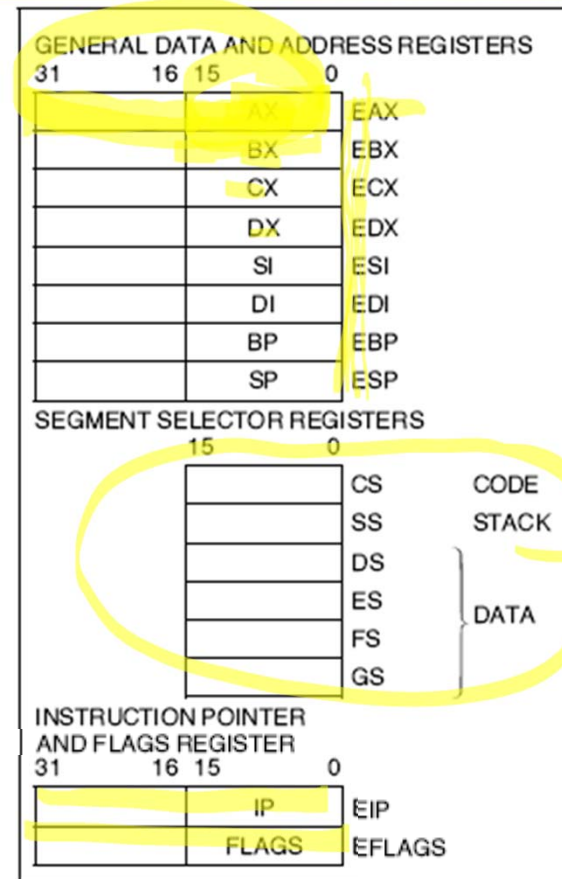 GENERAL DATA AND ADDRESS REGISTERS
31 16 15 0
AX EAX
BX EBX
CX ECX
DX EDX
SI ESI
DI EDI
BP EBP
SP ESP
SEGMENT SELECTOR REGISTERS
15 0
CS CODE
SS STACK
DS
ES
DATA
FS
GS
INSTRUCTION POINTER
AND FLAGS REGISTER
31 16 15 0
IP EIP
FLAGS EFLAGS